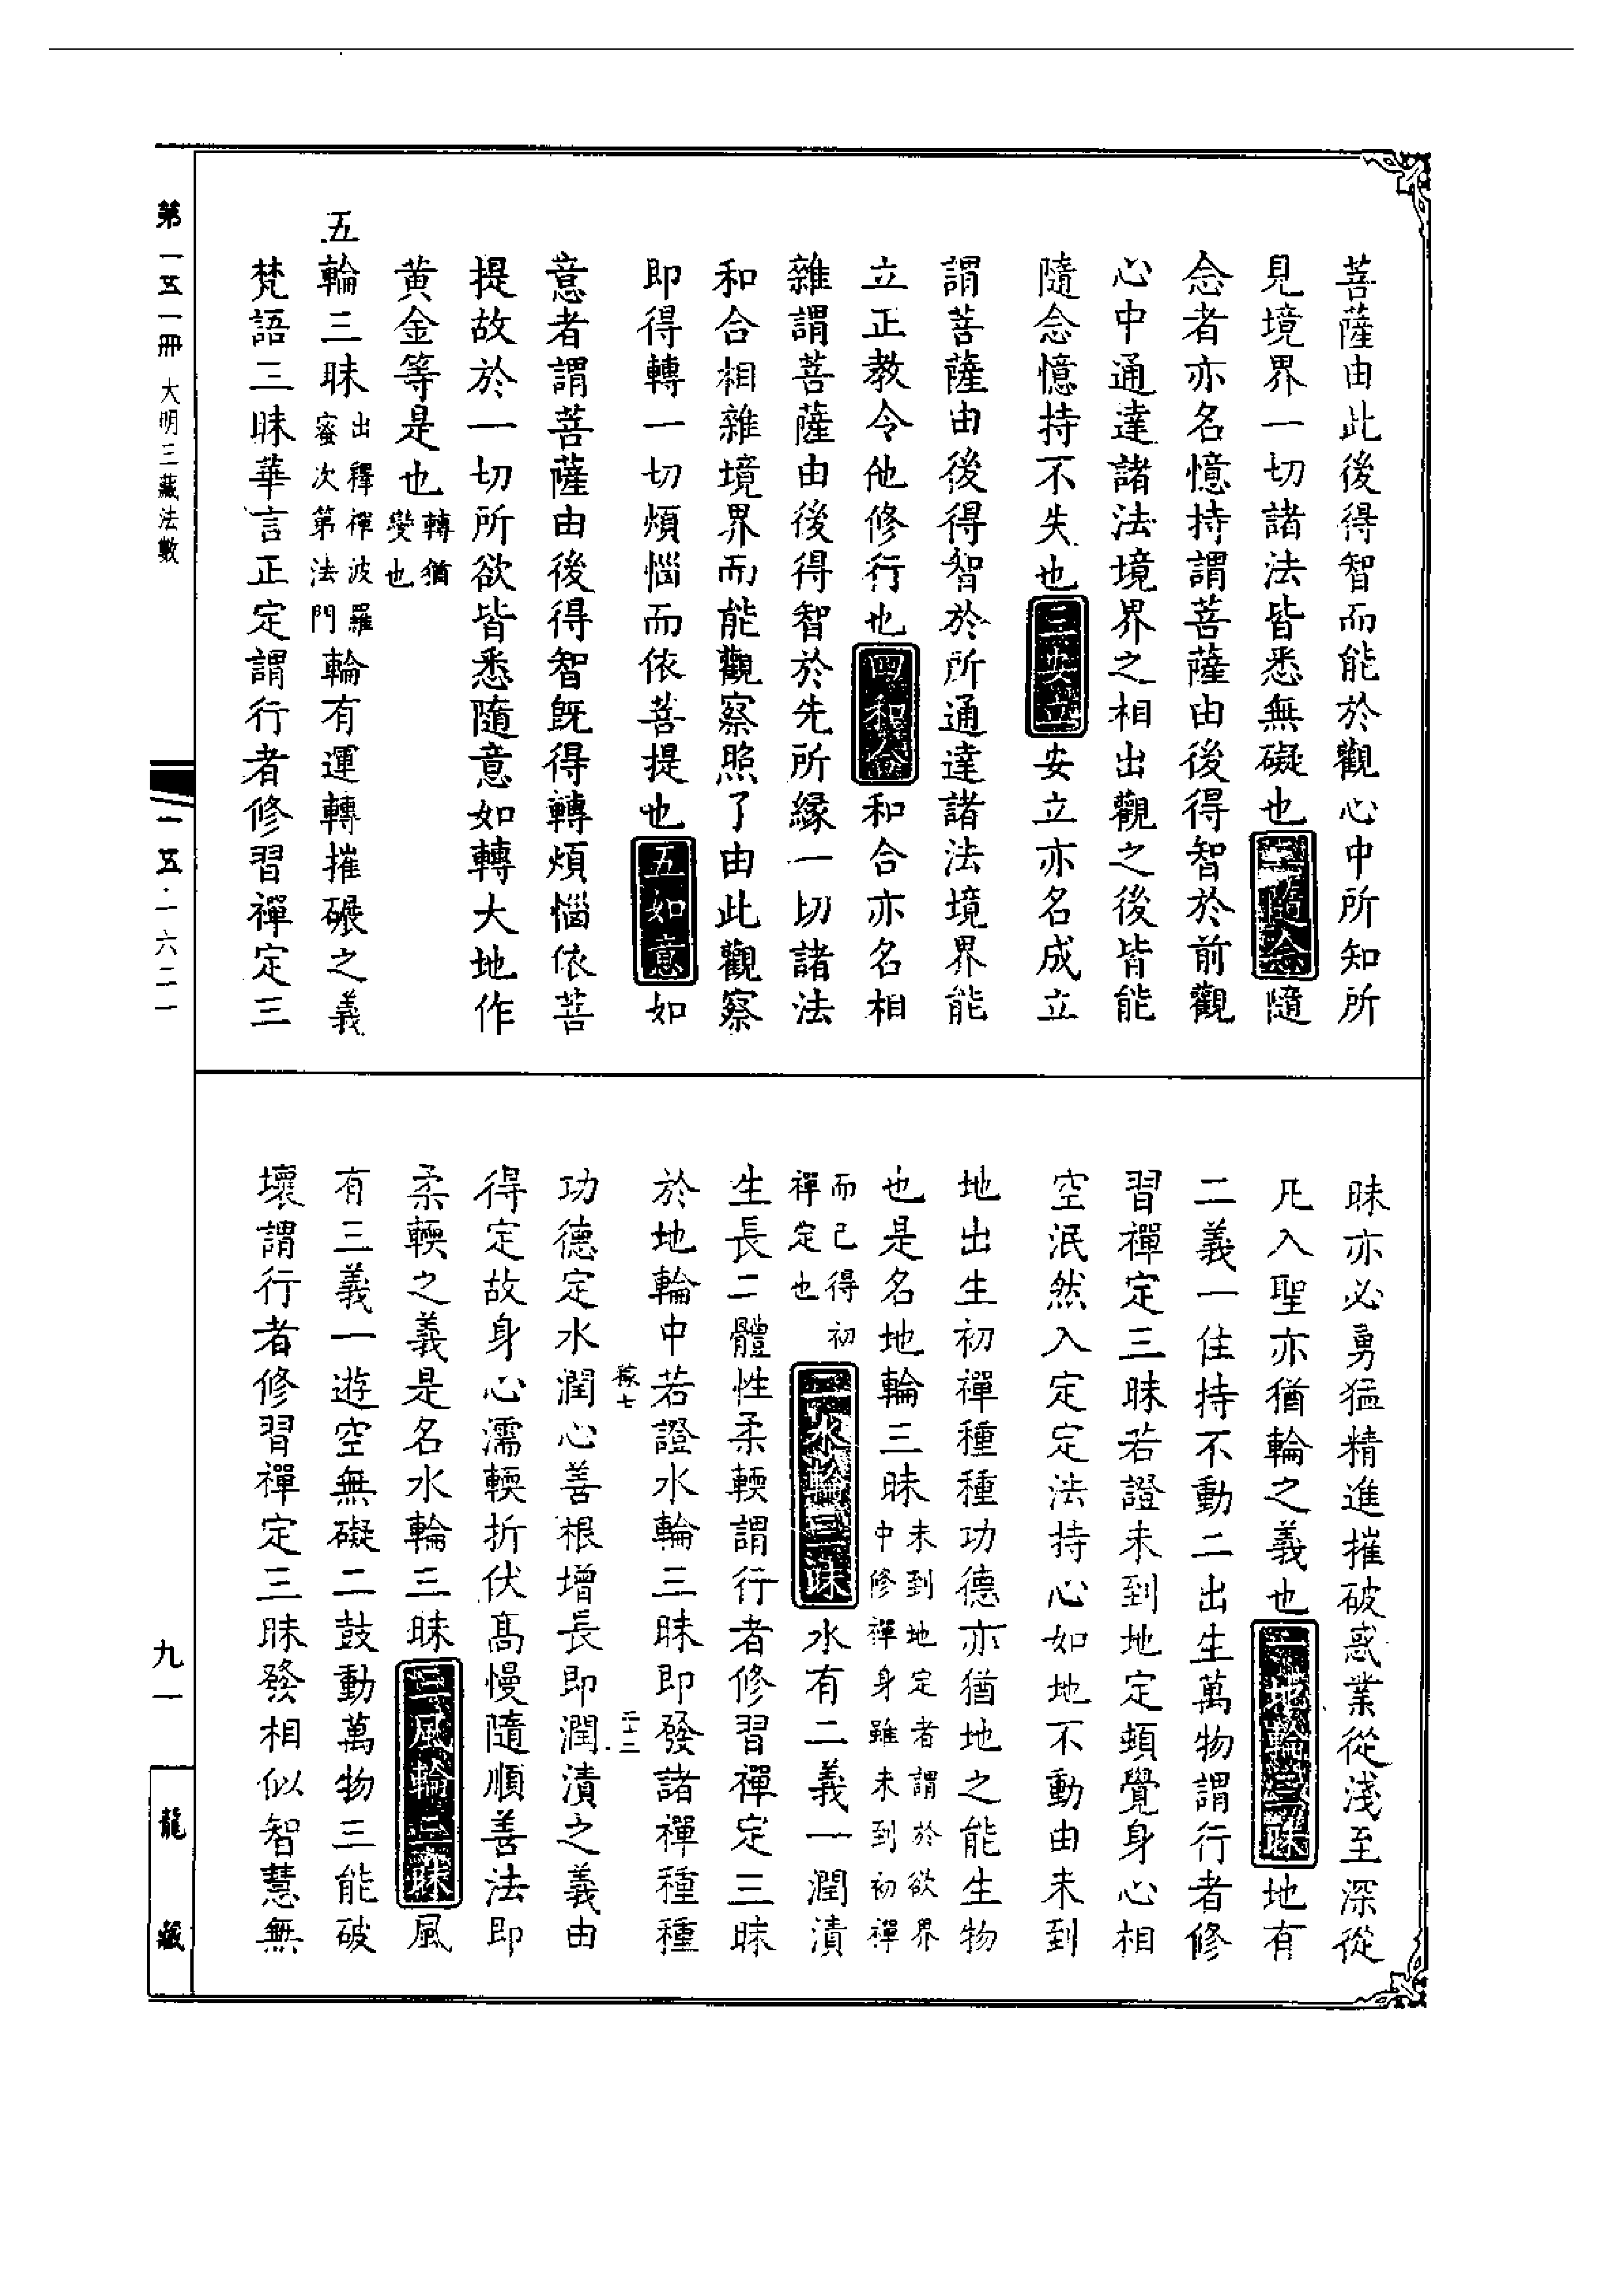 菩薩由此後得智而能於觀心中所知所
見境界一切諸法皆悉無礙也二隨念隨
念者亦名憶持謂菩薩由後得智於前觀
心中通達諸法境界之相出觀之後皆能
隨念憶持不失也三安立安立亦名成立
謂菩薩由後得智於所通達諸法境界能
立正教令他修行也四和合和合亦名相
雜謂菩薩由後得智於先所緣一切諸法
和合相雜境界而能觀察照了由此觀察
即得轉一切煩惱而依菩提也五如意如
意者謂菩薩由後得智既得轉煩惱依菩
提故於一切所欲皆悉隨意如轉大地作
黃金等是也轉猶變也
五輪三昧出釋禪波羅蜜次第法門輪有運轉摧碾之義
梵語三昧華言正定謂行者修習禪定三
昧亦必勇猛精進摧破惑業從淺至深從
凡入聖亦猶輪之義也一地輪三昧地有
二義一住持不動二出生萬物謂行者修
習禪定三昧若證未到地定頓覺身心相
空泯然入定定法持心如地不動由未到
地出生初禪種種功德亦猶地之能生物
也是名地輪三昧未到地定者謂於欲界中修禪身雖未到初禪
而已得初禪定也二水輪三昧水有二義一潤漬
生長二體性柔輭謂行者修習禪定三昧
於地輪中若證水輪三昧即發諸禪種種
功德定水潤心善根增長即潤漬之義由
得定故身心濡輭折伏高慢隨順善法即
柔輭之義是名水輪三昧三風輪三昧風
有三義一遊空無礙二鼓動萬物三能破
壞謂行者修習禪定三昧發相似智慧無
第一五一冊 大明三藏法數
一五·一六二一
九一
龍藏